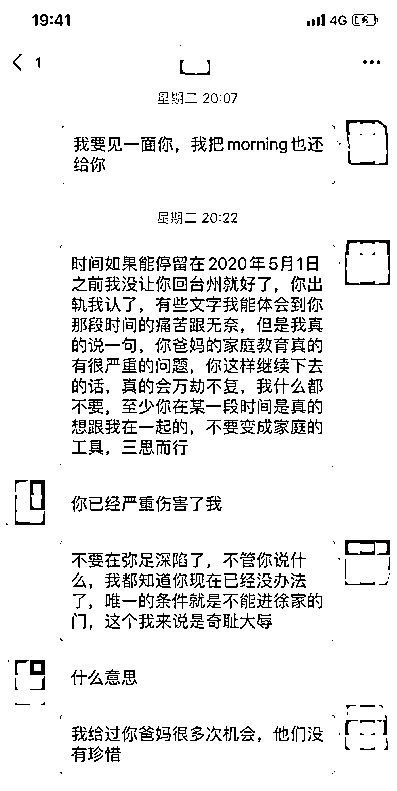 19:41
4G
1
星期二 20:07
我要见一面你，我把morning也还
给你
星期二 20:22
时间如果能停留在2020年5月1日
之前我没让你回台州就好了，你出
轨我认了，有些文字我能体会到你
那段时间的痛苦跟无奈，但是我真
的说一句，你爸妈的家庭教育真的
有很严重的问题，你这样继续下去
的话，真的会万劫不复，我什么都
不要，至少你在某一段时间是真的
想跟我在一起的，不要变成家庭的
工具，三思而行
你已经严重伤害了我
不要在弥足深陷了，不管你说什
么，我都知道你现在已经没办法
了，唯一的条件就是不能进徐家的
门，这个我来说是奇耻大辱
什么意思
我给过你爸妈很多次机会，他们没
有珍惜